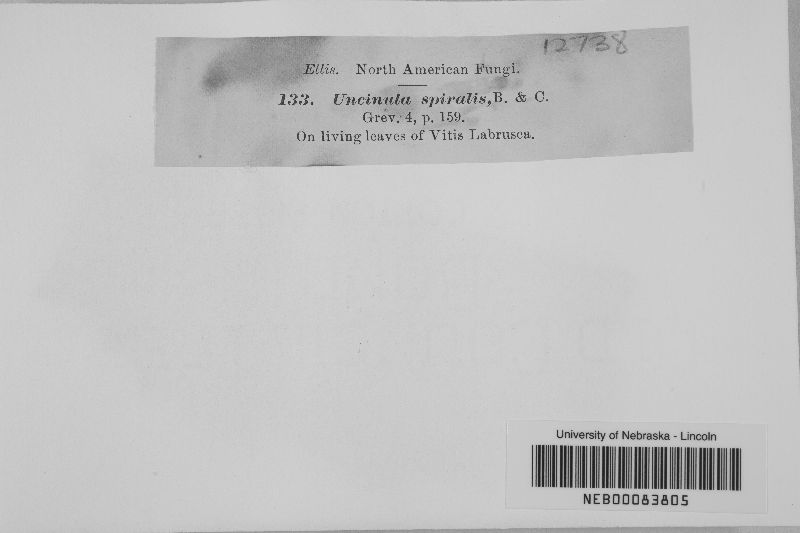 12738
Ellis. North American Fungi.
133. Uncinula spiralis, B. & C.
Grev. 4, p. 159.
On living leaves of Vitis Labrusca.
University of Nebraska - Lincoln
NEB00083805